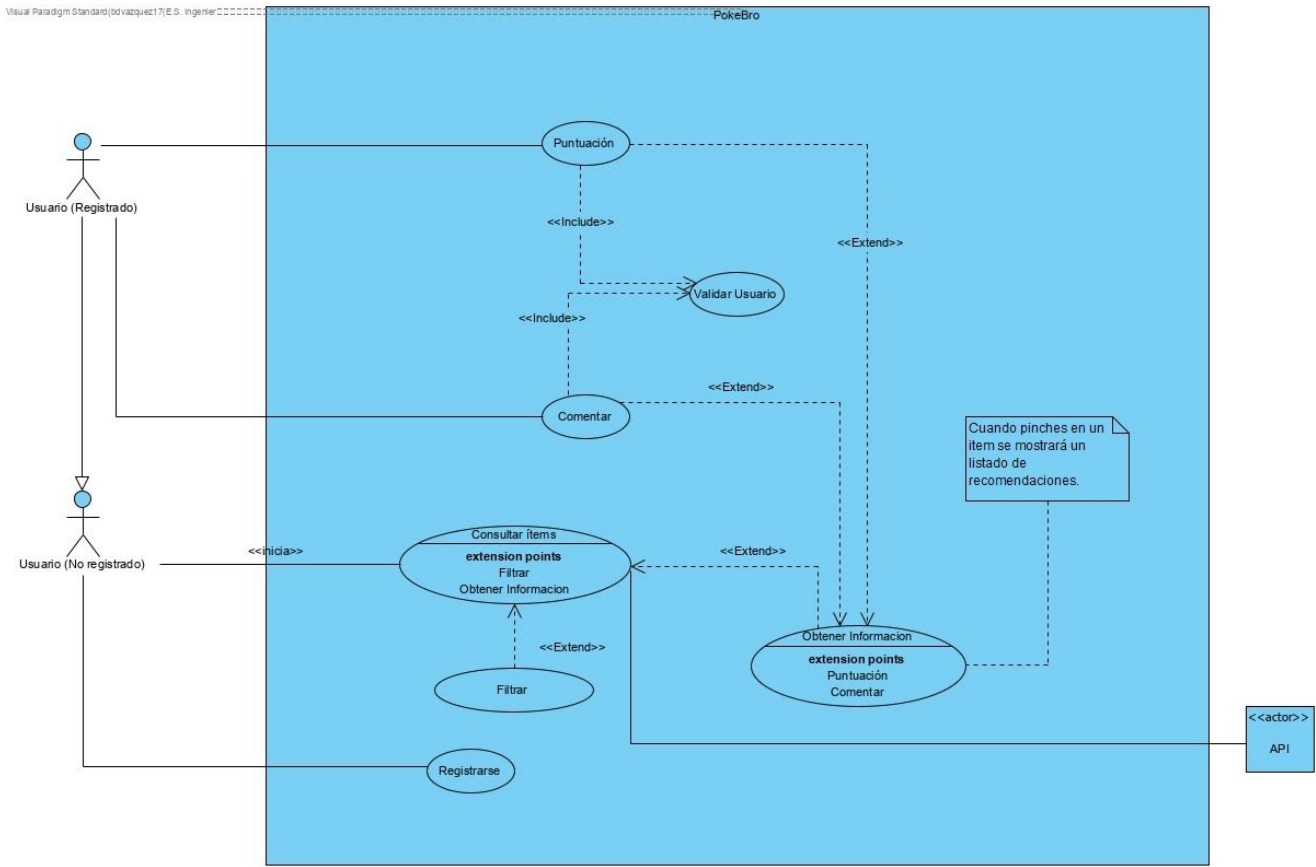 Visual Paradigm Standard(bdvazquez17(E.S. Ingenier
PokeBro
Puntuación
Usuario (Registrado)
<<Include>>
<<Extend>>
Validar Usuario
<<Include>>
<<Extend>>
Comentar
Cuando pinches en un
ítem se mostrará un
listado de
recomendaciones.
Consultar ítems
<<inicia>>
<<Extend>>
extension points
Usuario (No registrado)
Filtrar
Obtener Informacion
Obtener Informacion
<<Extend>>
extension points
Puntuación
Filtrar
Comentar
<<actor>>
API
Registrarse